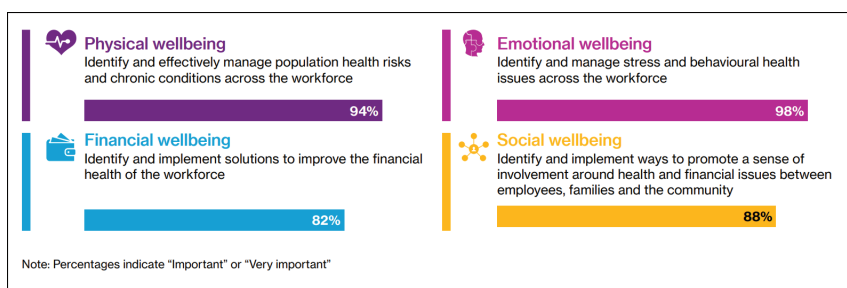 Physical wellbeing
Identify and effectively manage population health risks
and chronic conditions across the workforce
94%
Emotional wellbeing
Identify and manage stress and behavioural health
issues across the workforce
98%
Financial wellbeing
Identify and implement solutions to improve the financial
health of the workforce
82%
Social wellbeing
Identify and implement ways to promote a sense of
involvement around health and financial issues between
employees, families and the community
88%
Note: Percentages indicate “Important” or “Very important”